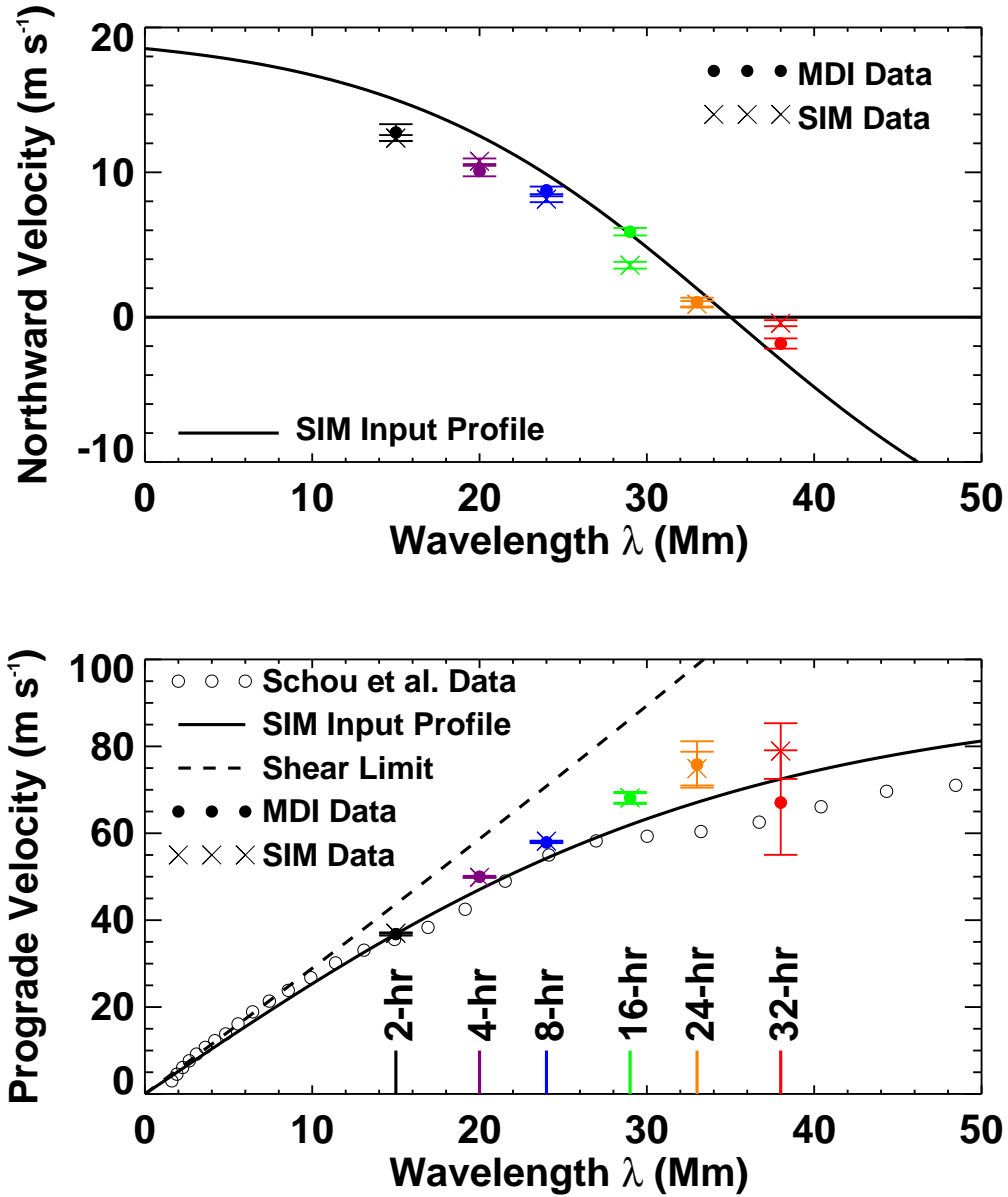 Northward Velocity (m s⁻¹)
20
10
0
-10
MDI Data
SIM Data
SIM Input Profile
0 10 20 30 40 50
Wavelength λ (Mm)
Prograde Velocity (m s⁻¹)
100
80
60
40
20
0
Schou et al. Data
SIM Input Profile
Shear Limit
MDI Data
SIM Data
2-hr
4-hr
8-hr
16-hr
24-hr
32-hr
0 10 20 30 40 50
Wavelength λ (Mm)